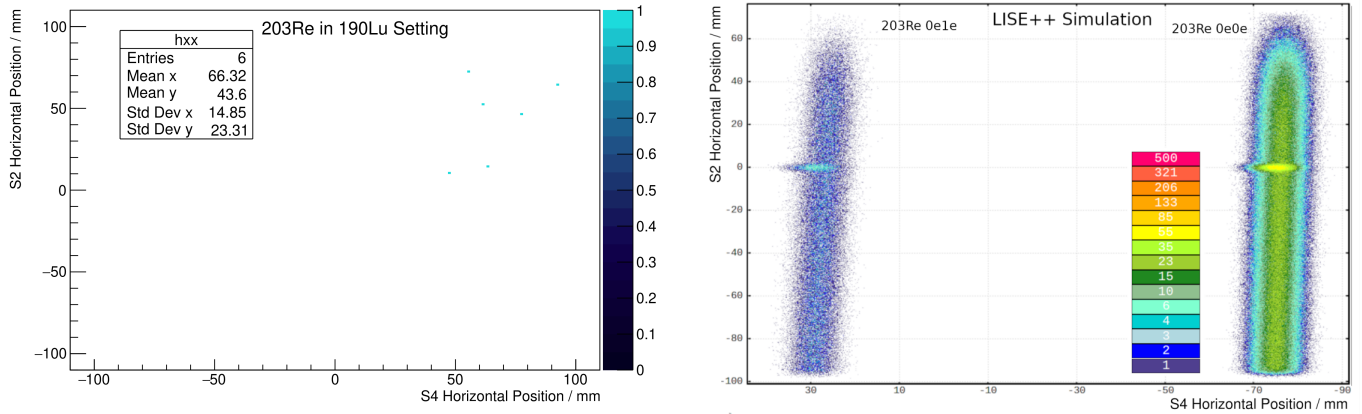 203Re in 190Lu Setting
hxx
Entries 6
Mean x 66.32
Mean y 43.6
Std Dev x 14.85
Std Dev y 23.31
S2 Horizontal Position / mm
100
50
0
−50
−100
−100 −50 0 50 100
S4 Horizontal Position / mm
1
0.9
0.8
0.7
0.6
0.5
0.4
0.3
0.2
0.1
0
203Re 0e1e
LISE++ Simulation
203Re 0e0e
S2 Horizontal Position / mm
60
40
20
0
-20
-40
-60
-80
-100
500
321
206
133
85
55
35
23
15
10
6
4
3
2
1
30 10 -10 -30 -50 -70 -90
S4 Horizontal Position / mm